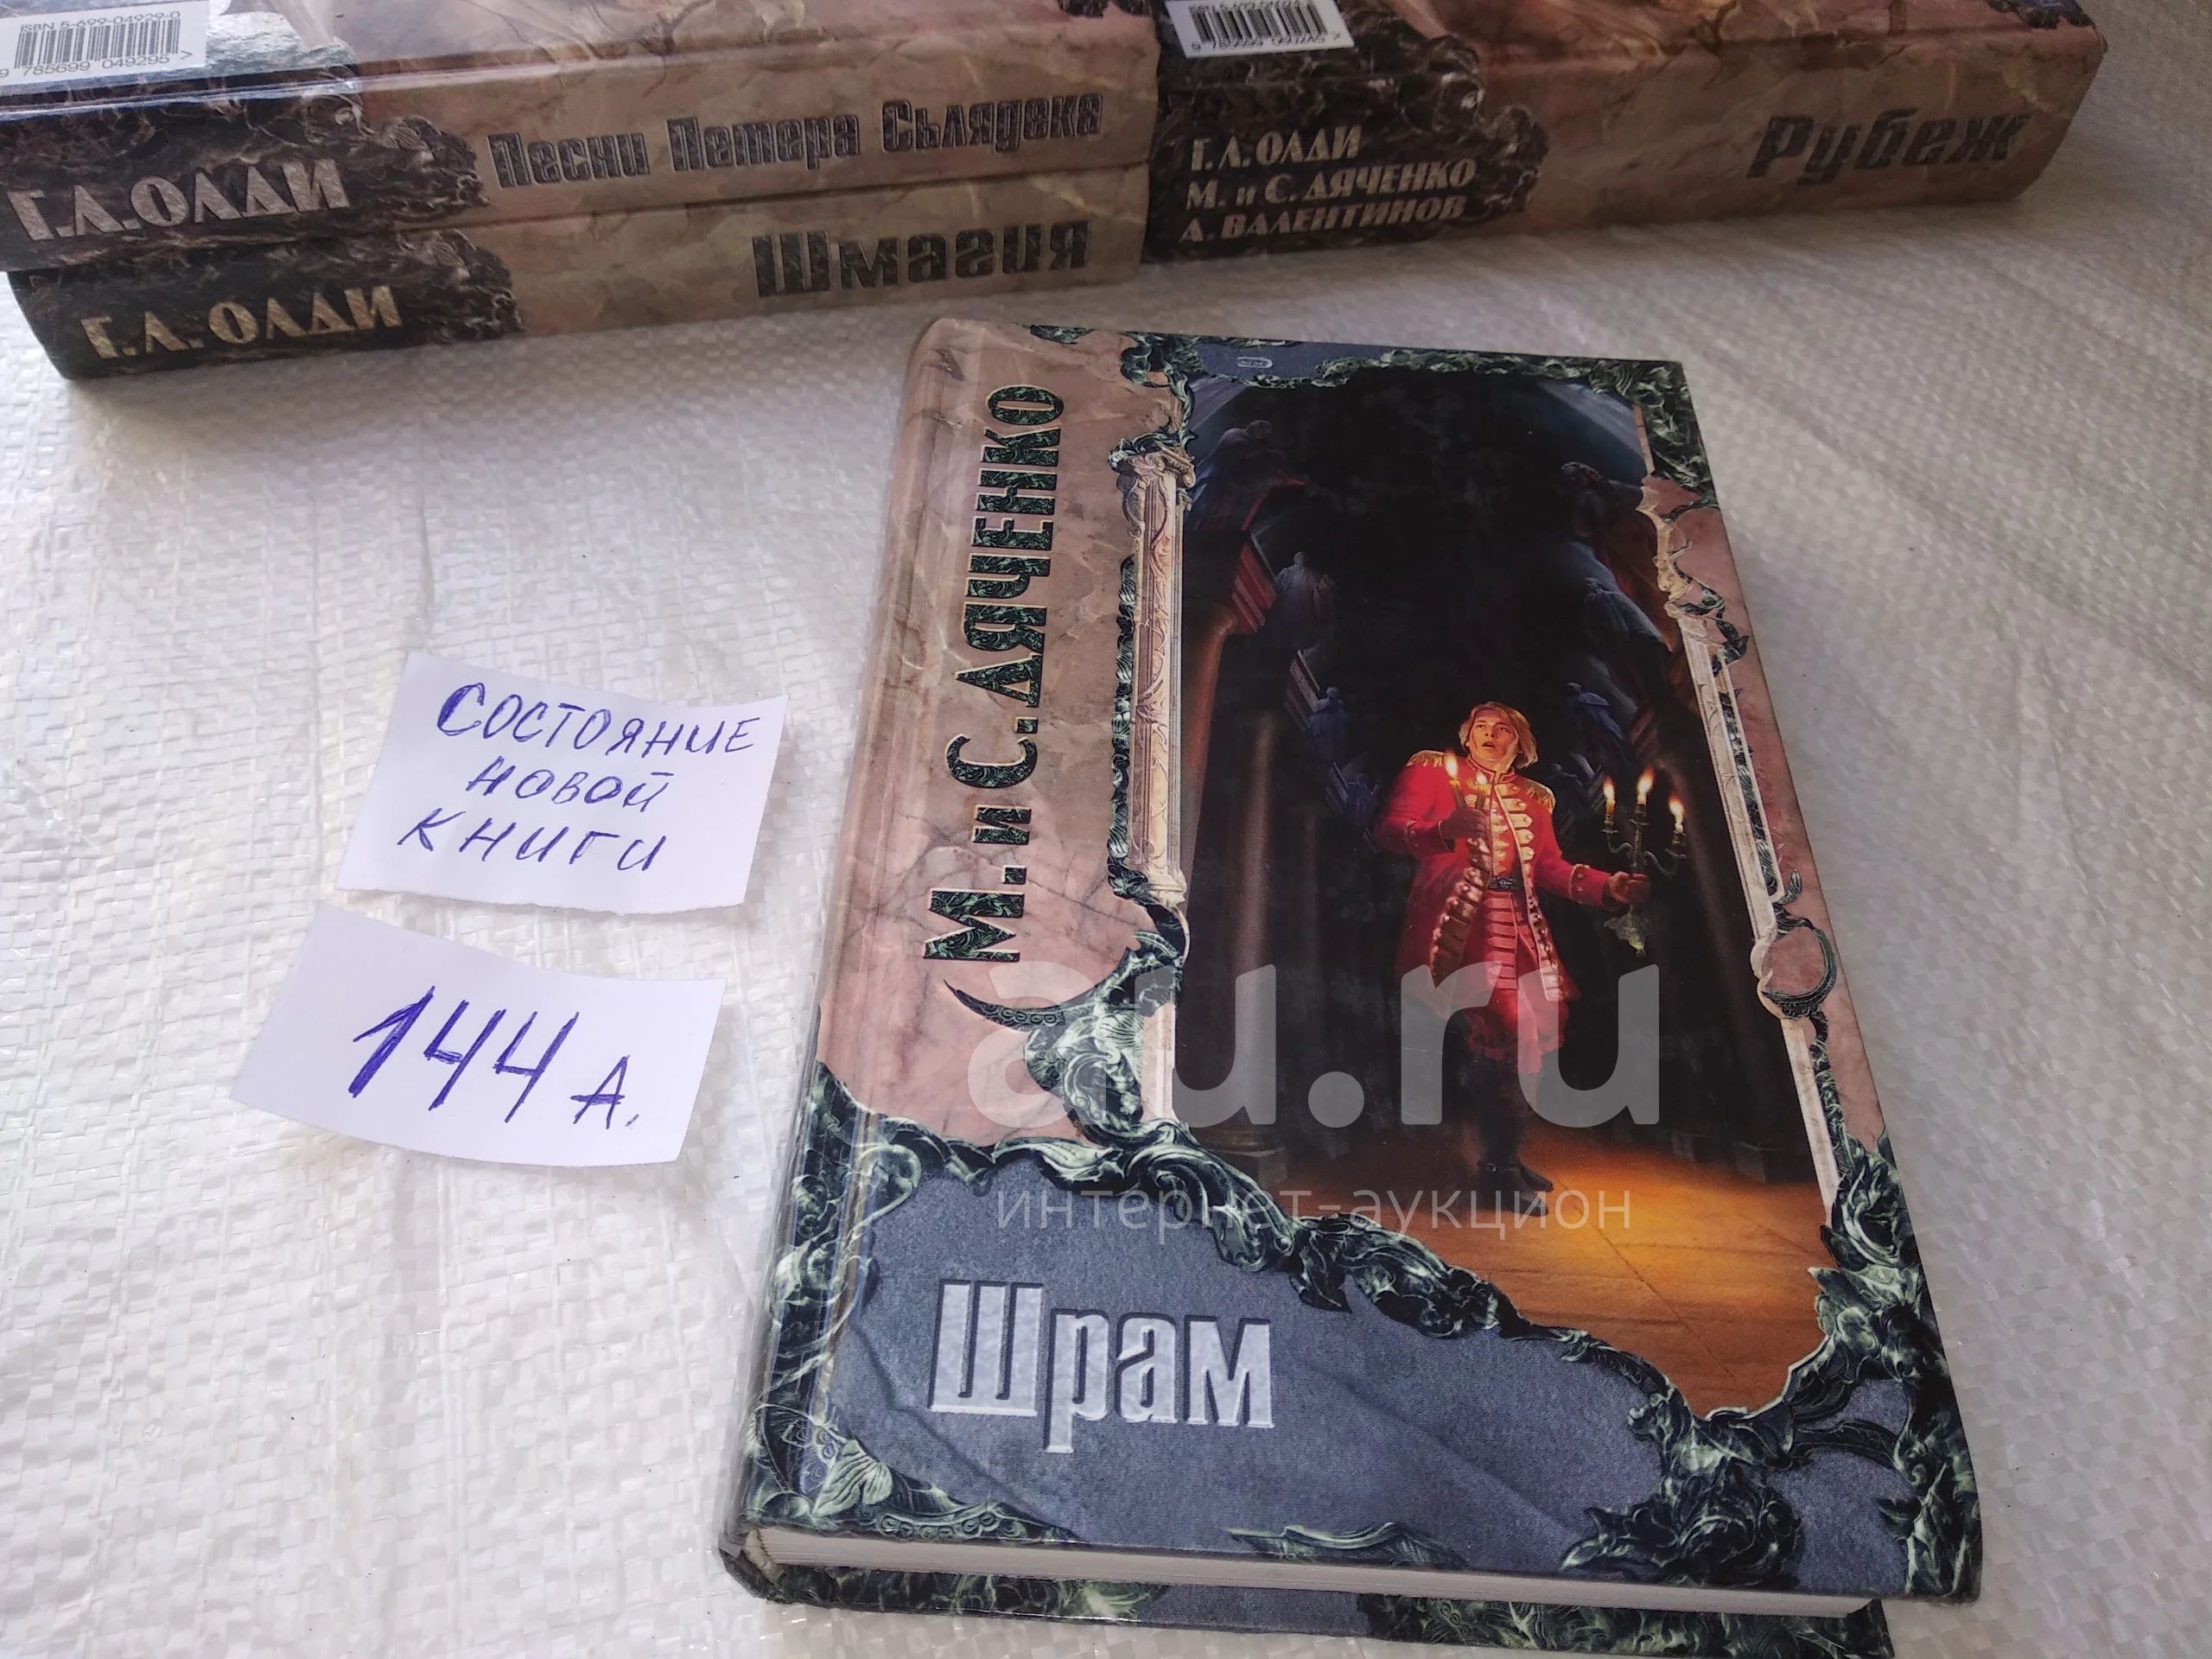 ISBN 5-699-04929-0
9 785699 049295 >
Г.Л.ОЛДИ
Песни Петера Сьлядека
Г.Л. ОЛДИ
Шмагия
Г.Л.ОЛДИ
М. и С. ДЯЧЕНКО
А. ВАЛЕНТИНОВ
Рубеж
М. и С. ДЯЧЕНКО
Шрам
СОСТОЯНИЕ
НОВОЙ
КНИГИ
144 А.
au.ru
интернет-аукцион